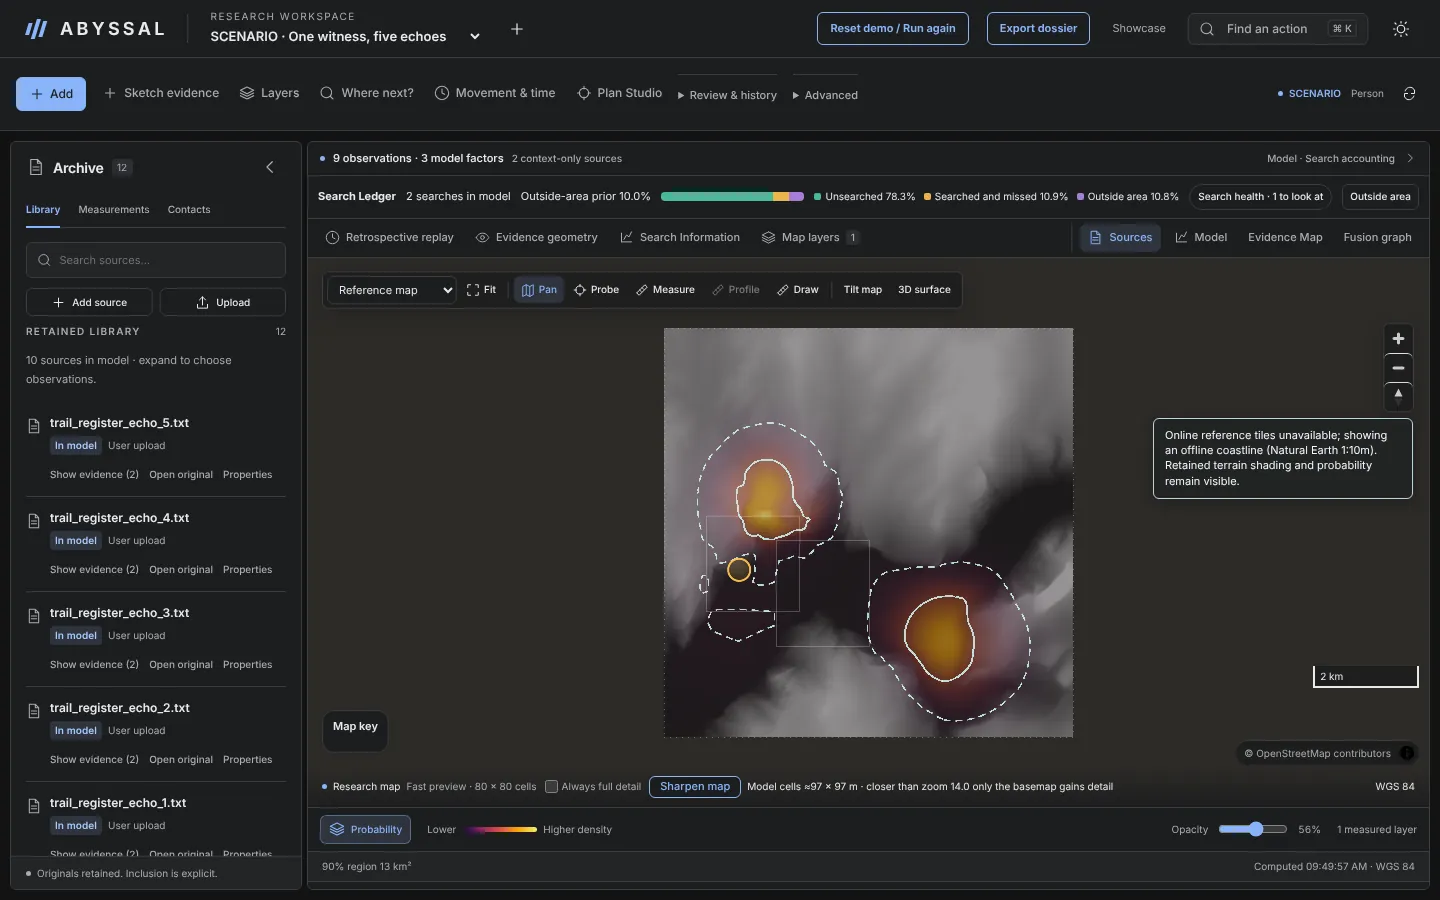 ABYSSAL
RESEARCH WORKSPACE
SCENARIO · One witness, five echoes
Reset demo / Run again
Export dossier
Showcase
Find an action
⌘ K
Add
Sketch evidence
Layers
Where next?
Movement & time
Plan Studio
Review & history
Advanced
SCENARIO
Person
Archive
12
Library
Measurements
Contacts
Search sources...
Add source
Upload
RETAINED LIBRARY
12
10 sources in model · expand to choose
observations.
trail_register_echo_5.txt
In model
User upload
Show evidence (2)
Open original
Properties
trail_register_echo_4.txt
In model
User upload
Show evidence (2)
Open original
Properties
trail_register_echo_3.txt
In model
User upload
Show evidence (2)
Open original
Properties
trail_register_echo_2.txt
In model
User upload
Show evidence (2)
Open original
Properties
trail_register_echo_1.txt
In model
User upload
Show evidence (2)
Open original
Properties
Originals retained. Inclusion is explicit.
9 observations · 3 model factors
2 context-only sources
Model · Search accounting
Search Ledger
2 searches in model
Outside-area prior 10.0%
Unsearched 78.3%
Searched and missed 10.9%
Outside area 10.8%
Search health · 1 to look at
Outside area
Retrospective replay
Evidence geometry
Search Information
Map layers
1
Sources
Model
Evidence Map
Fusion graph
Reference map
Fit
Pan
Probe
Measure
Profile
Draw
Tilt map
3D surface
Online reference tiles unavailable; showing
an offline coastline (Natural Earth 1:10m).
Retained terrain shading and probability
remain visible.
2 km
Map key
© OpenStreetMap contributors
Research map
Fast preview · 80 × 80 cells
Always full detail
Sharpen map
Model cells ≈97 × 97 m · closer than zoom 14.0 only the basemap gains detail
WGS 84
Probability
Lower
Higher density
Opacity
56%
1 measured layer
90% region 13 km²
Computed 09:49:57 AM · WGS 84